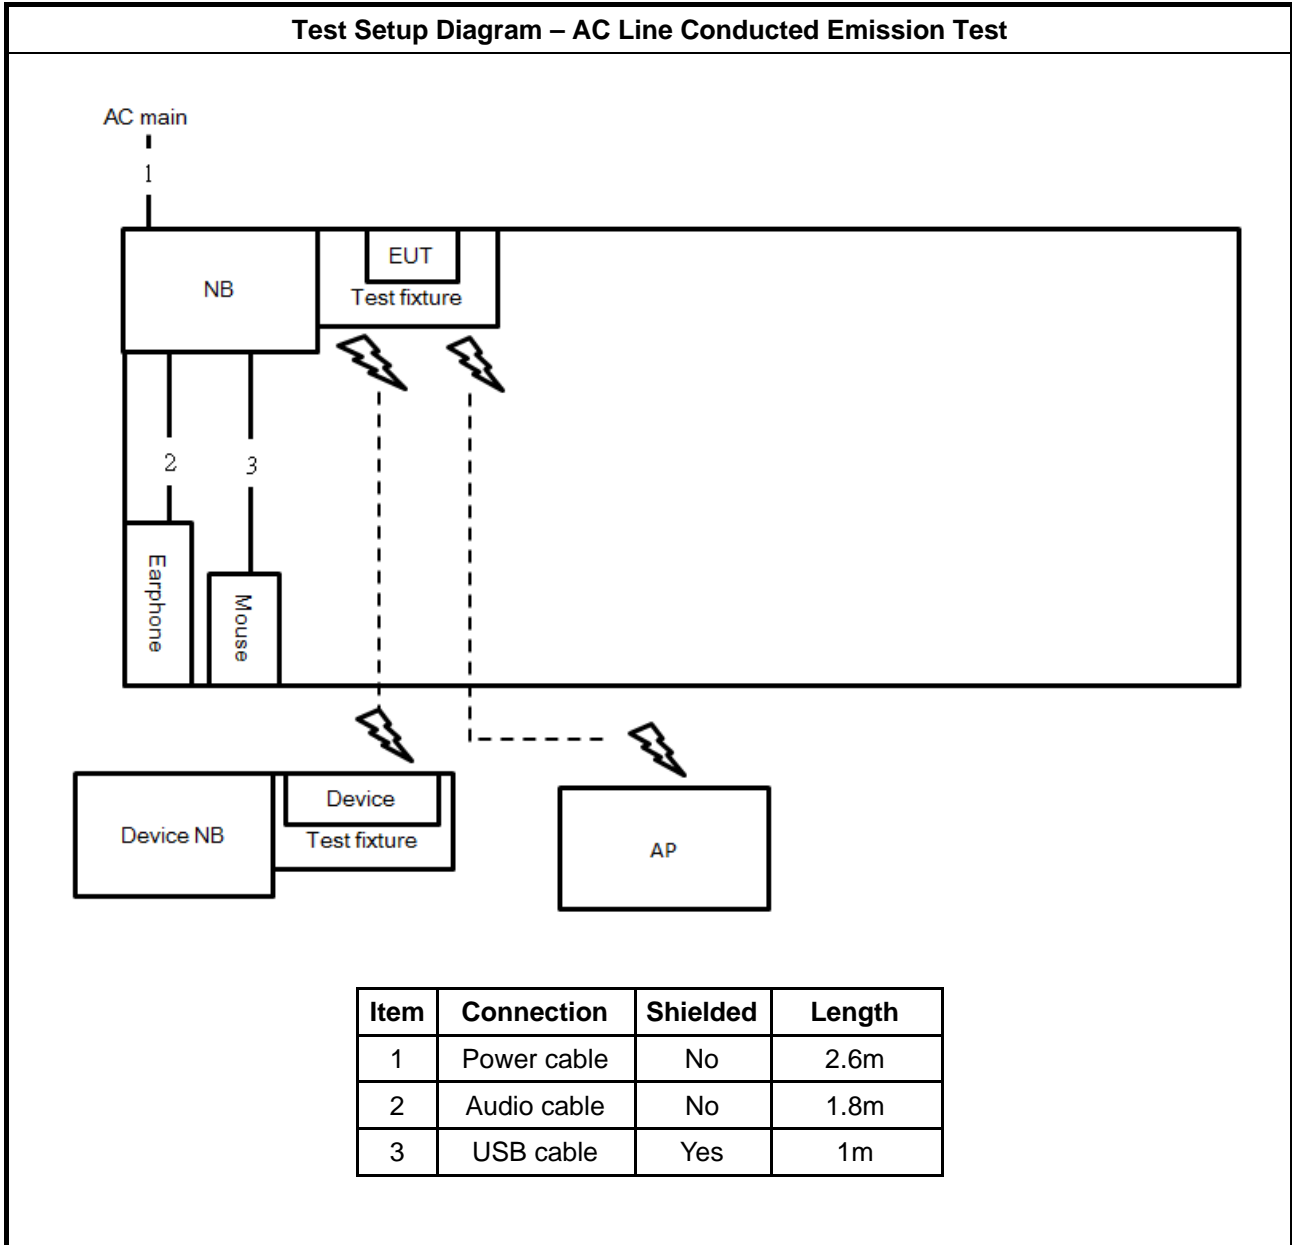 Test Setup Diagram – AC Line Conducted Emission Test
AC main
1
NB
EUT
Test fixture
2
3
Earphone
Mouse
Device NB
Device
Test fixture
AP
Item Connection Shielded Length
1 Power cable No 2.6m
2 Audio cable No 1.8m
3 USB cable Yes 1m